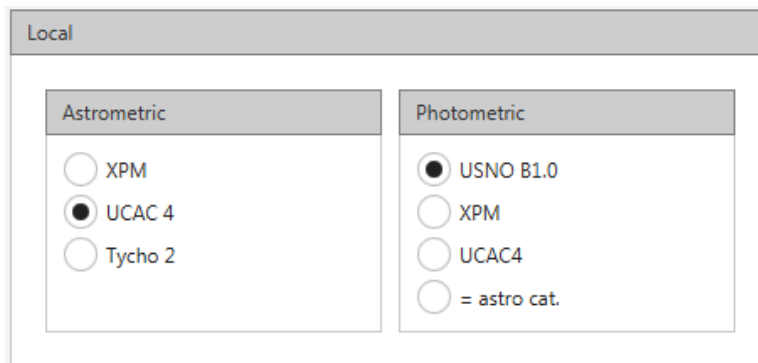 Local
Astrometric
XPM
UCAC 4
Tycho 2
Photometric
USNO B1.0
XPM
UCAC4
= astro cat.